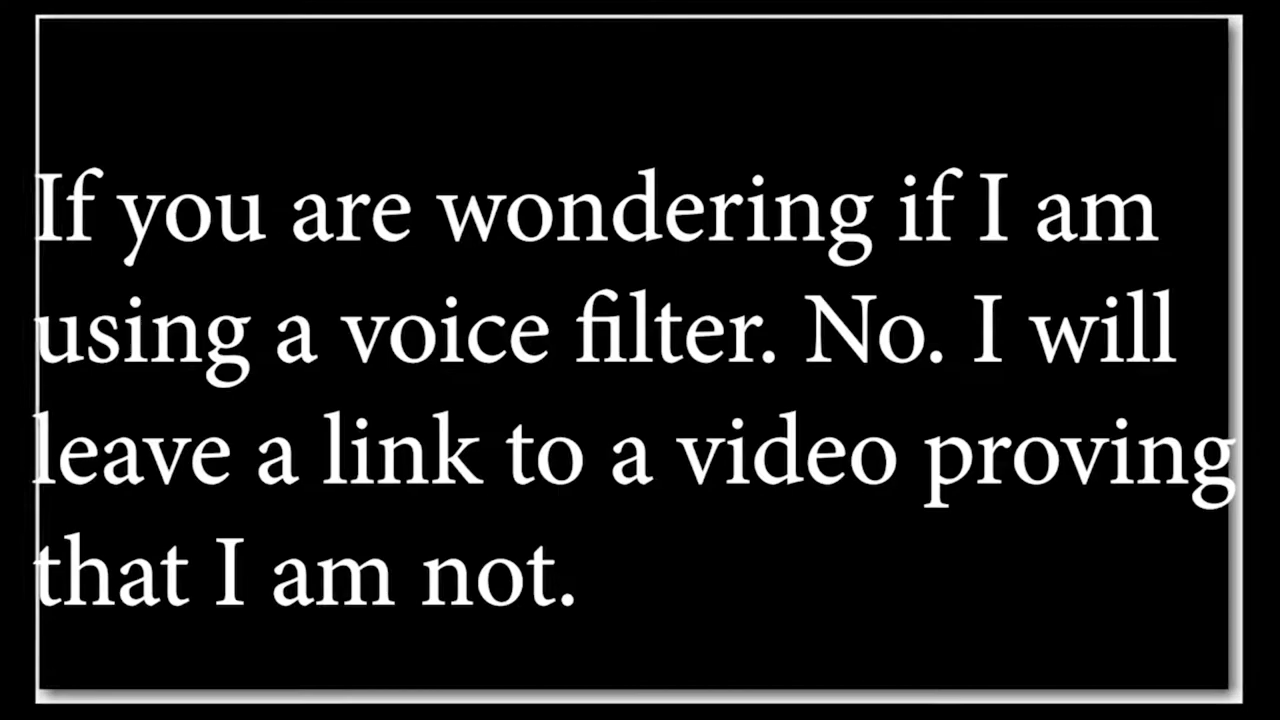 If you are wondering if I am
using a voice filter. No. I will
leave a link to a video proving
that I am not.